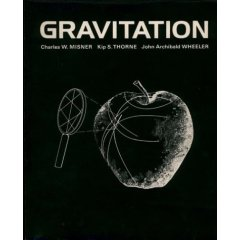 GRAVITATION
Charles W. MISNER Kip S. THORNE John Archibald WHEELER